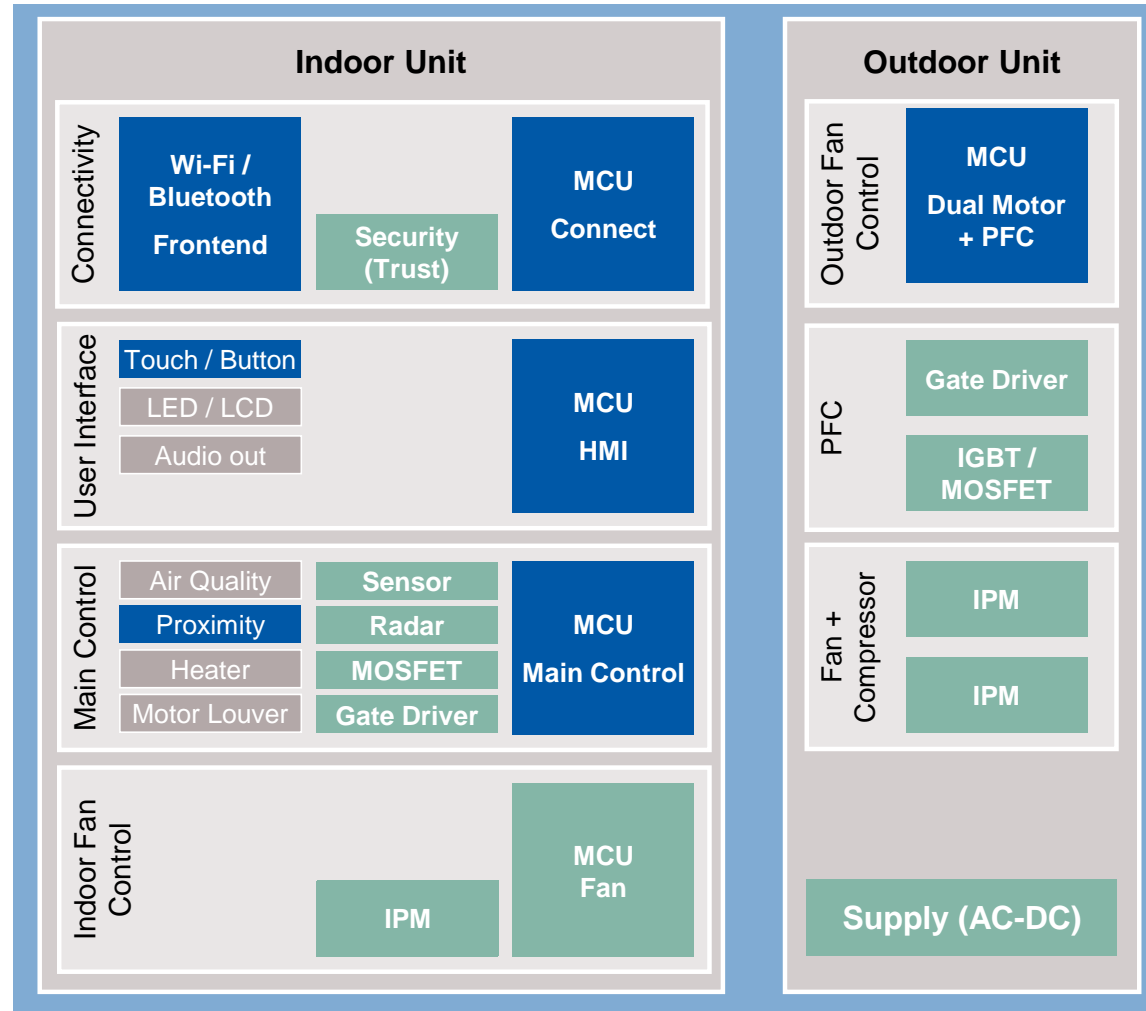 Indoor Unit
Connectivity
Wi-Fi /
Bluetooth
Frontend
Security
(Trust)
MCU
Connect
User Interface
Touch / Button
LED / LCD
Audio out
MCU
HMI
Main Control
Air Quality
Proximity
Heater
Motor Louver
Sensor
Radar
MOSFET
Gate Driver
MCU
Main Control
Indoor Fan
Control
IPM
MCU
Fan
Outdoor Unit
Outdoor Fan
Control
MCU
Dual Motor
+ PFC
PFC
Gate Driver
IGBT /
MOSFET
Fan +
Compressor
IPM
IPM
Supply (AC-DC)